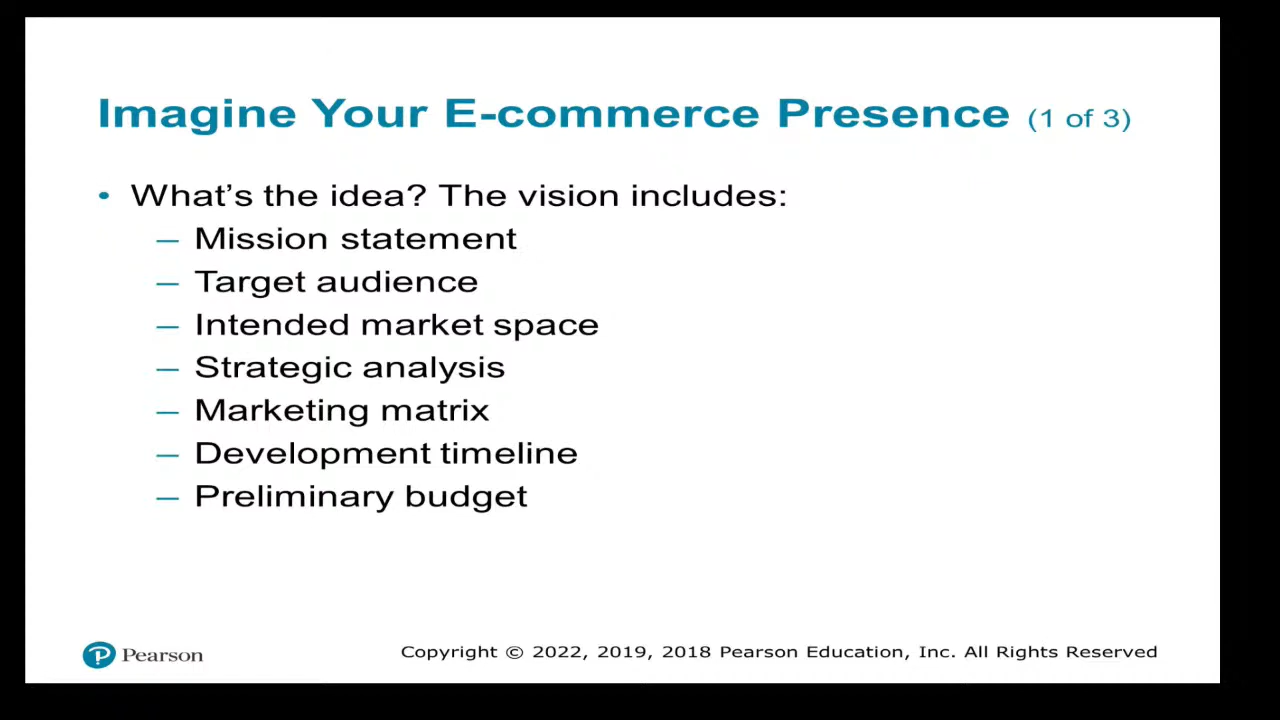 Imagine Your E-commerce Presence (1 of 3)
• What’s the idea? The vision includes:
– Mission statement
– Target audience
– Intended market space
– Strategic analysis
– Marketing matrix
– Development timeline
– Preliminary budget
Pearson
Copyright © 2022, 2019, 2018 Pearson Education, Inc. All Rights Reserved